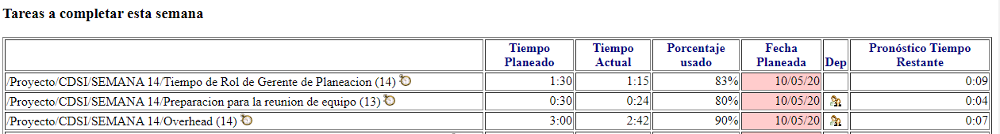 Tareas a completar esta semana
Tiempo Planeado Tiempo Actual Porcentaje usado Fecha Planeada Dep Pronóstico Tiempo Restante
/Proyecto/CDSI/SEMANA 14/Tiempo de Rol de Gerente de Planeacion (14) 1:30 1:15 83% 10/05/20 0:09
/Proyecto/CDSI/SEMANA 14/Preparacion para la reunion de equipo (13) 0:30 0:24 80% 10/05/20 0:04
/Proyecto/CDSI/SEMANA 14/Overhead (14) 3:00 2:42 90% 10/05/20 0:07